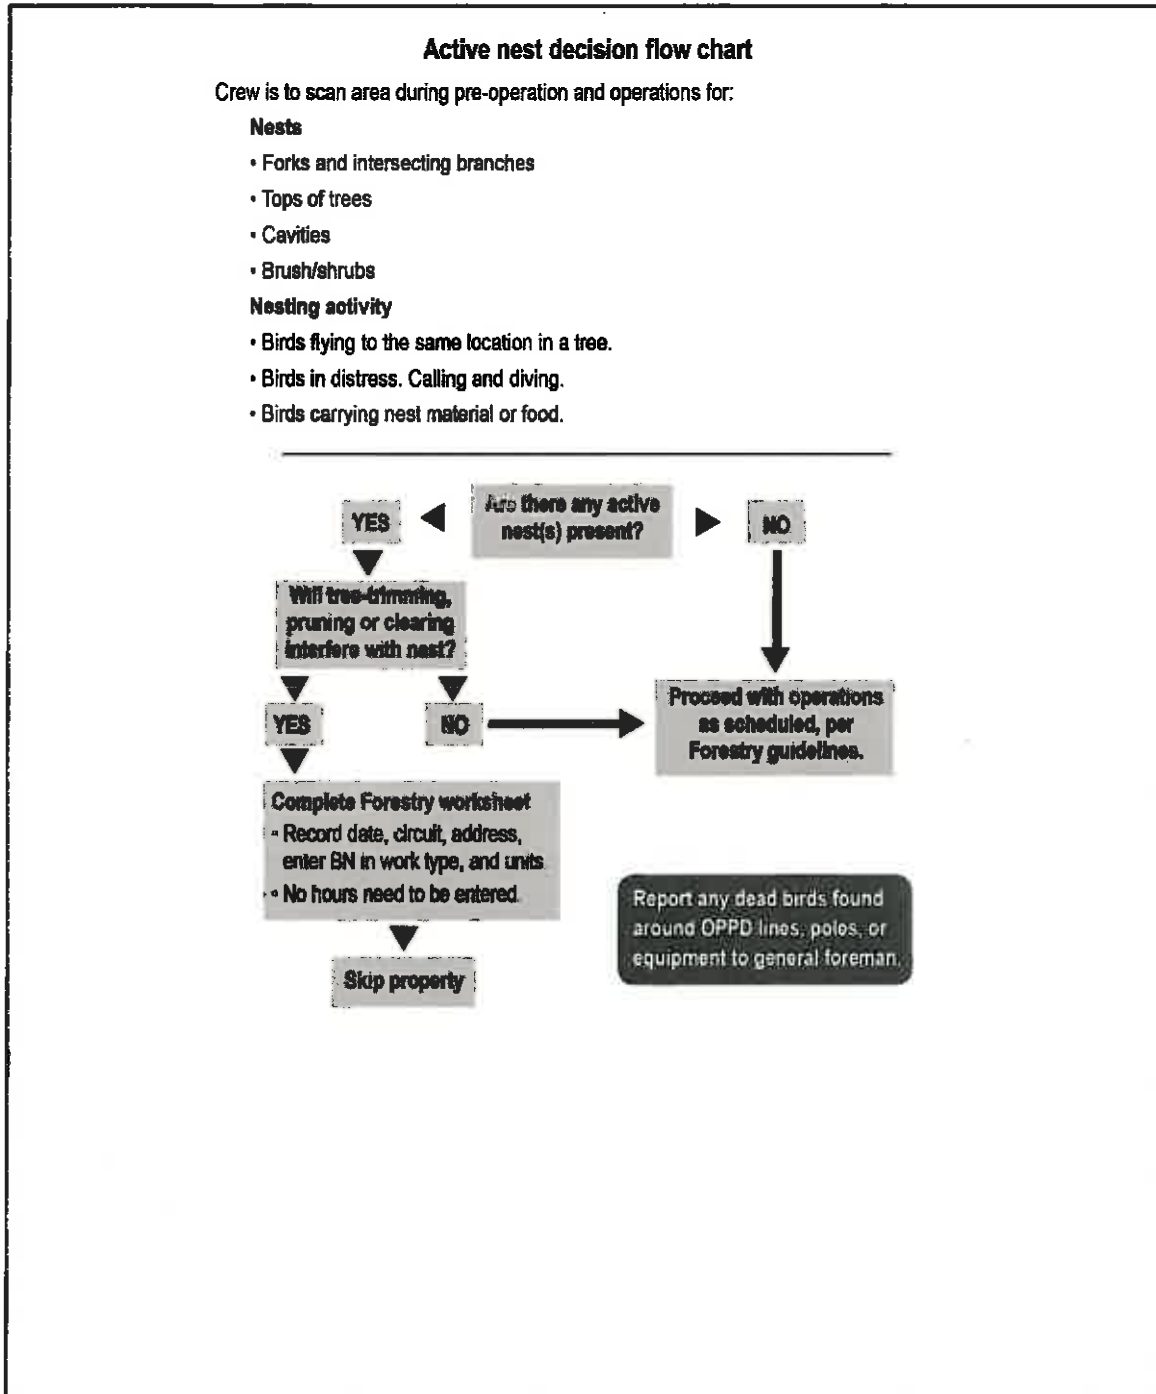 Active nest decision flow chart
Crew is to scan area during pre-operation and operations for:
Nests
• Forks and intersecting branches
• Tops of trees
• Cavities
• Brush/shrubs
Nesting activity
• Birds flying to the same location in a tree.
• Birds in distress. Calling and diving.
• Birds carrying nest material or food.
YES
Are there any active
nest(s) present?
NO
Will tree-trimming,
pruning or clearing
interfere with nest?
YES
NO
Proceed with operations
as scheduled, per
Forestry guidelines.
Complete Forestry worksheet
• Record date, circuit, address,
enter BN in work type, and units.
• No hours need to be entered.
Skip property
Report any dead birds found
around OPPD lines, poles, or
equipment to general foreman.